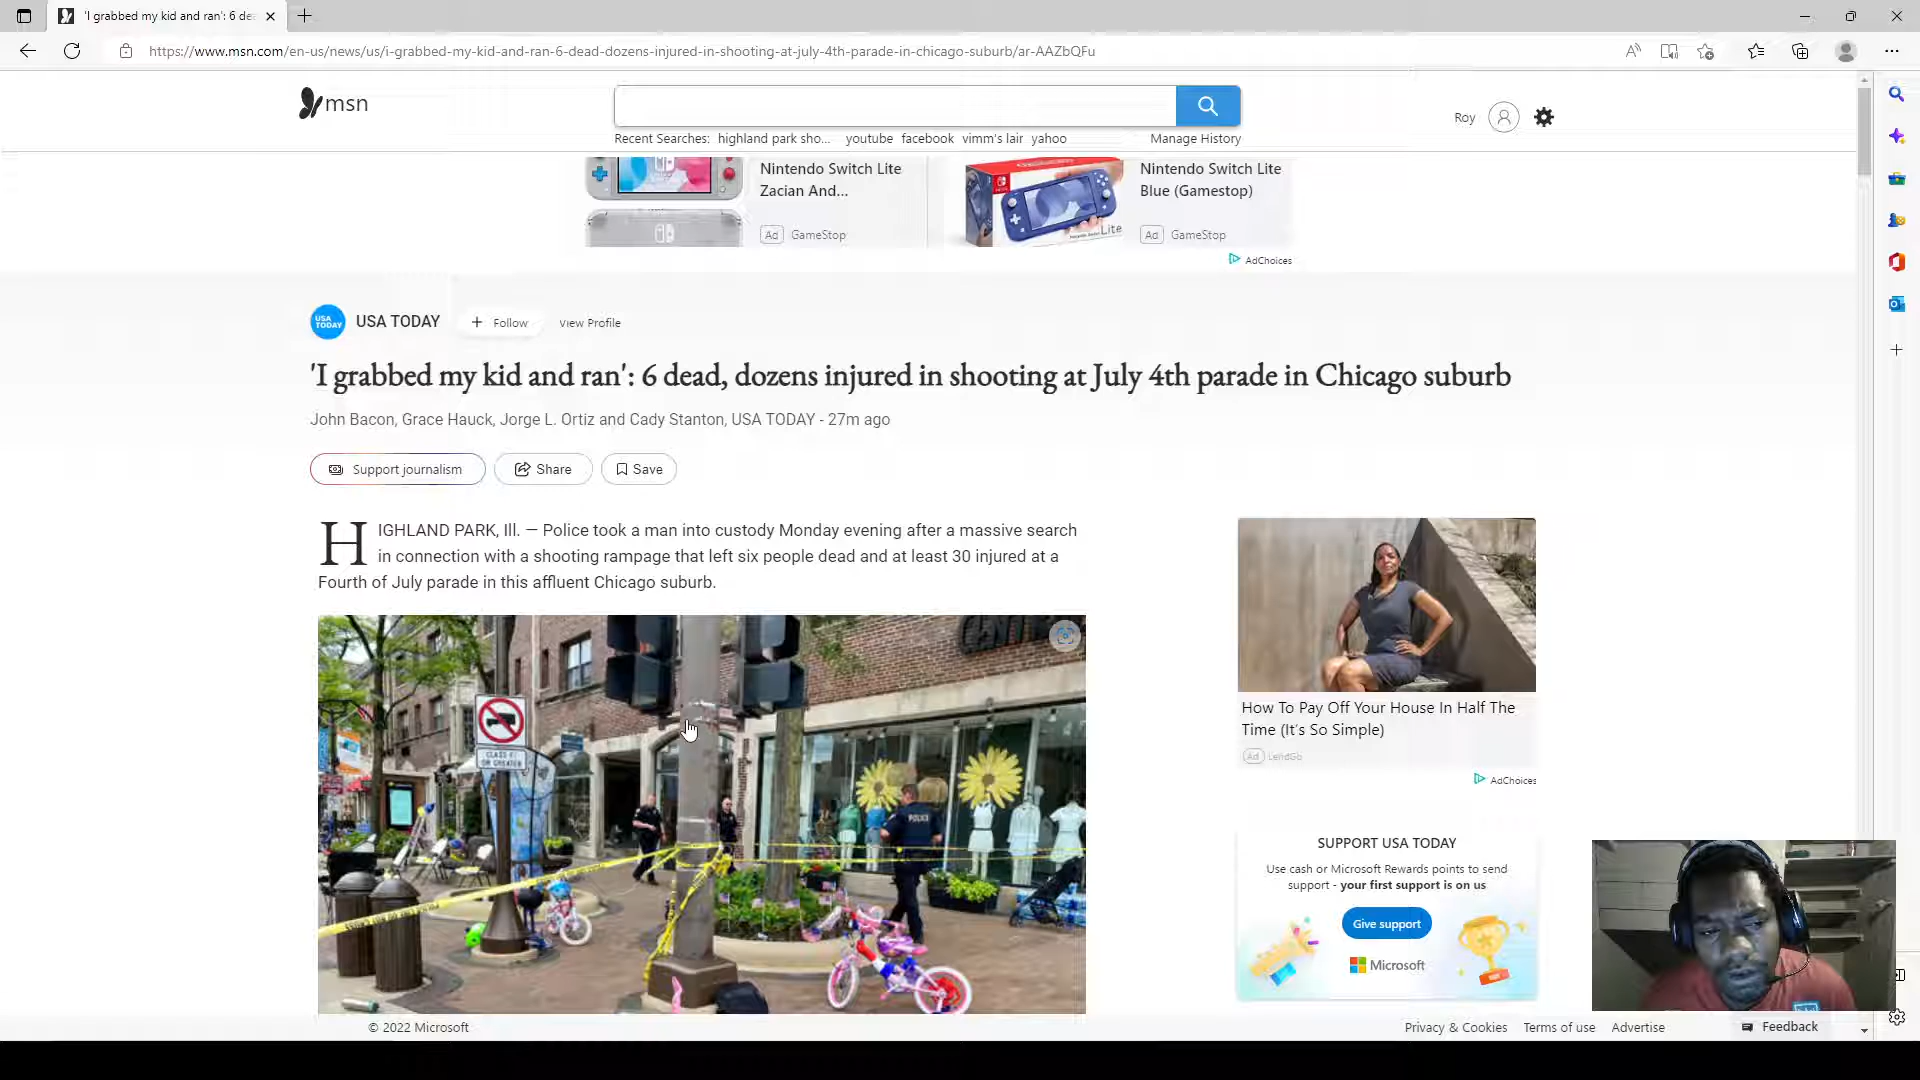 'I grabbed my kid and ran': 6 dea
https://www.msn.com/en-us/news/us/i-grabbed-my-kid-and-ran-6-dead-dozens-injured-in-shooting-at-july-4th-parade-in-chicago-suburb/ar-AAZbQFu
msn
Roy
Recent Searches: highland park sho... youtube facebook vimm's lair yahoo Manage History
Nintendo Switch Lite
Zacian And...
Ad GameStop
Nintendo Switch Lite
Blue (Gamestop)
Ad GameStop
AdChoices
USA TODAY
USA TODAY + Follow View Profile
'I grabbed my kid and ran': 6 dead, dozens injured in shooting at July 4th parade in Chicago suburb
John Bacon, Grace Hauck, Jorge L. Ortiz and Cady Stanton, USA TODAY - 27m ago
Support journalism Share Save
HIGHLAND PARK, Ill. — Police took a man into custody Monday evening after a massive search
in connection with a shooting rampage that left six people dead and at least 30 injured at a
Fourth of July parade in this affluent Chicago suburb.
CLASS
OR GREATER
POLICE
How To Pay Off Your House In Half The
Time (It's So Simple)
Ad LendGo
AdChoices
SUPPORT USA TODAY
Use cash or Microsoft Rewards points to send
support - your first support is on us
Give support
Microsoft
© 2022 Microsoft
Privacy & Cookies Terms of use Advertise Feedback